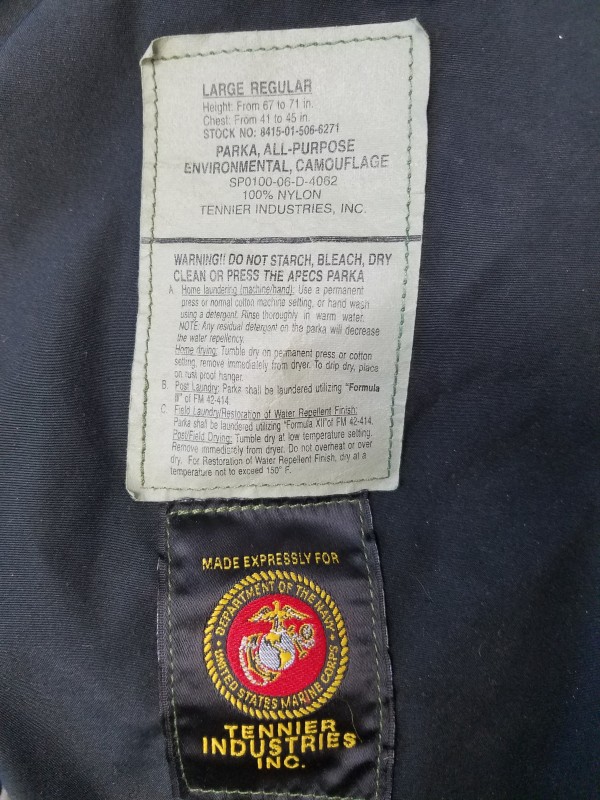 LARGE REGULAR
Height: From 67 to 71 in.
Chest: From 41 to 45 in.
STOCK NO: 8415-01-506-6271
PARKA, ALL-PURPOSE
ENVIRONMENTAL, CAMOUFLAGE
SP0100-06-D-4062
100% NYLON
TENNIER INDUSTRIES, INC.
WARNING!! DO NOT STARCH, BLEACH, DRY
CLEAN OR PRESS THE APECS PARKA
A. Home laundering (machine/hand): Use a permanent
press or normal cotton machine setting, or hand wash
using a detergent. Rinse thoroughly in warm water.
NOTE: Any residual detergent on the parka will decrease
the water repellency.
Home drying: Tumble dry on permanent press or cotton
setting, remove immediately from dryer. To drip dry, place
on rust proof hanger.
B. Post Laundry: Parka shall be laundered utilizing "Formula
II" of FM 42-414.
C. Field Laundry/Restoration of Water Repellent Finish:
Parka shall be laundered utilizing "Formula XII" of FM 42-414.
Post/Field Drying: Tumble dry at low temperature setting.
Remove immediately from dryer. Do not overheat or over
dry. For Restoration of Water Repellent Finish, dry at a
temperature not to exceed 150° F.
MADE EXPRESSLY FOR
DEPARTMENT OF THE NAVY
UNITED STATES MARINE CORPS
TENNIER
INDUSTRIES
INC.